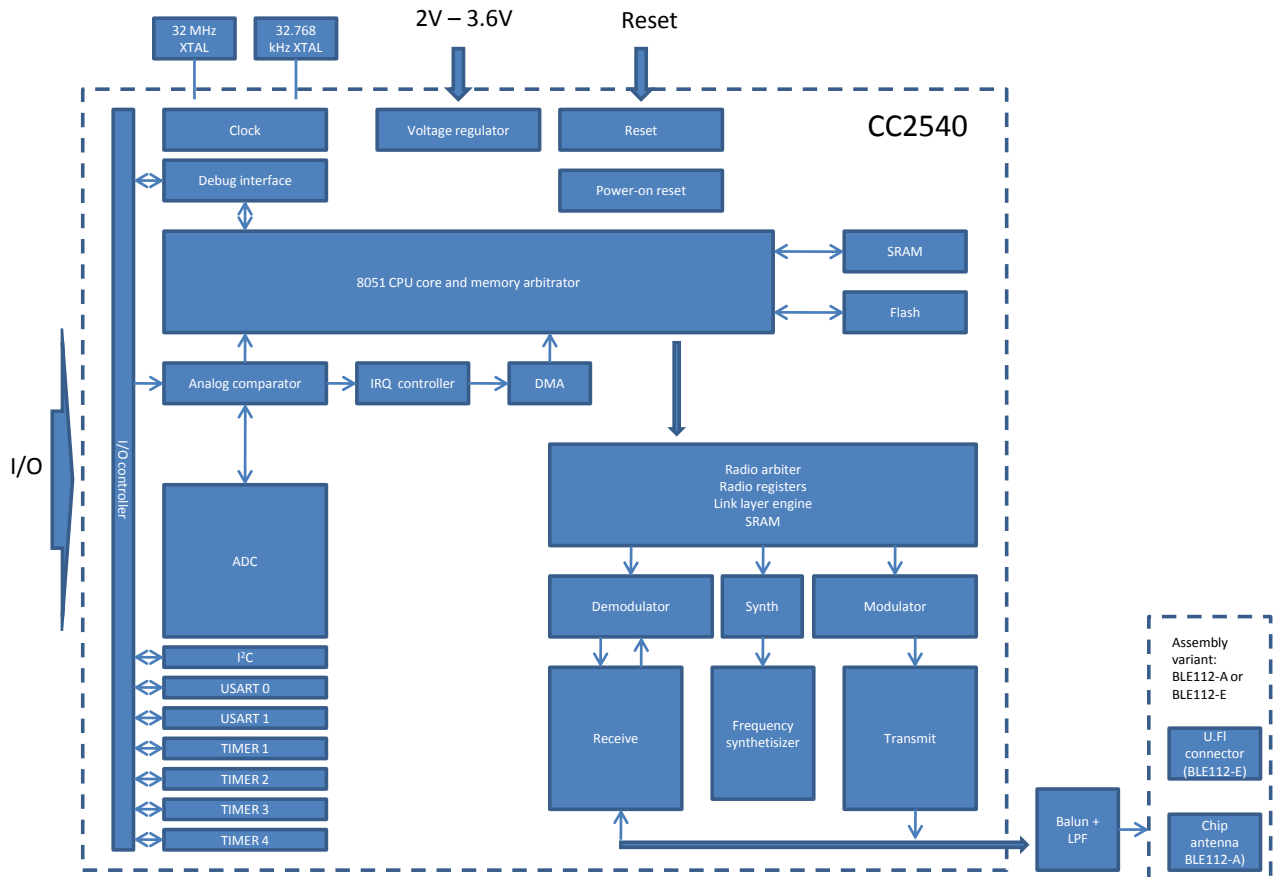 32 MHz
XTAL
32.768
kHz XTAL
2V – 3.6V
Reset
Clock
Voltage regulator
Reset
CC2540
Debug interface
Power-on reset
8051 CPU core and memory arbitrator
SRAM
Flash
Analog comparator
IRQ controller
DMA
I/O
I/O controller
Radio arbiter
Radio registers
Link layer engine
SRAM
ADC
Demodulator
Synth
Modulator
I²C
USART 0
USART 1
TIMER 1
TIMER 2
TIMER 3
TIMER 4
Receive
Frequency
synthetisizer
Transmit
Balun +
LPF
Assembly
variant:
BLE112-A or
BLE112-E
U.Fl
connector
(BLE112-E)
Chip
antenna
BLE112-A)